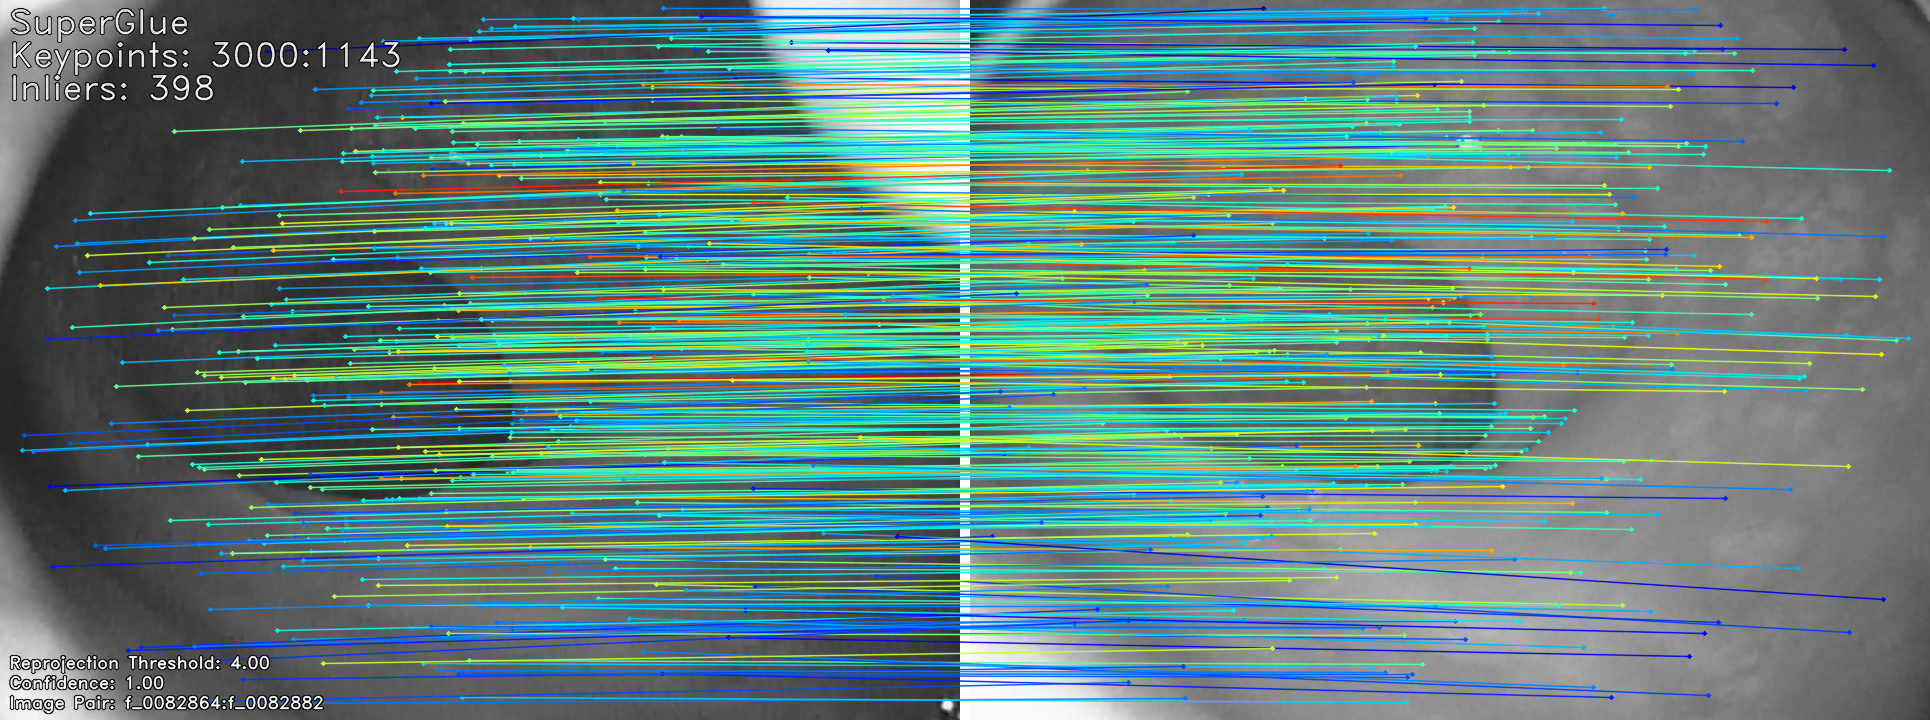 SuperGlue
Keypoints: 3000:1143
Inliers: 398
Reprojection Threshold: 4.00
Confidence: 1.00
Image Pair: f_0082864:f_0082882